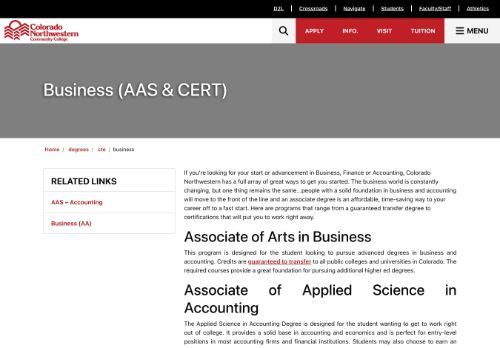 D2L | Crossroads | Navigate | Students | Faculty/Staff | Athletics
Colorado
Northwestern
Community College
APPLY INFO. VISIT TUITION MENU
Business (AAS & CERT)
Home / degrees / cte / business
RELATED LINKS
AAS – Accounting
Business (AA)
If you're looking for your start or advancement in Business, Finance or Accounting, Colorado
Northwestern has a full array of great ways to get you started. The business world is constantly
changing, but one thing remains the same...people with a solid foundation in business and accounting
will move to the front of the line and an associate degree is an affordable, time-saving way to your
career off to a fast start. Here are programs that range from a guaranteed transfer degree to
certifications that will put you to work right away.
Associate of Arts in Business
This program is designed for the student looking to pursue advanced degrees in business and
accounting. Credits are guaranteed to transfer to all public colleges and universities in Colorado. The
required courses provide a great foundation for pursuing additional higher ed degrees.
Associate of Applied Science in
Accounting
The Applied Science in Accounting Degree is designed for the student wanting to get to work right
out of college. It provides a solid base in accounting and economics and is perfect for entry-level
positions in most accounting firms and financial institutions. Students may also choose to earn an